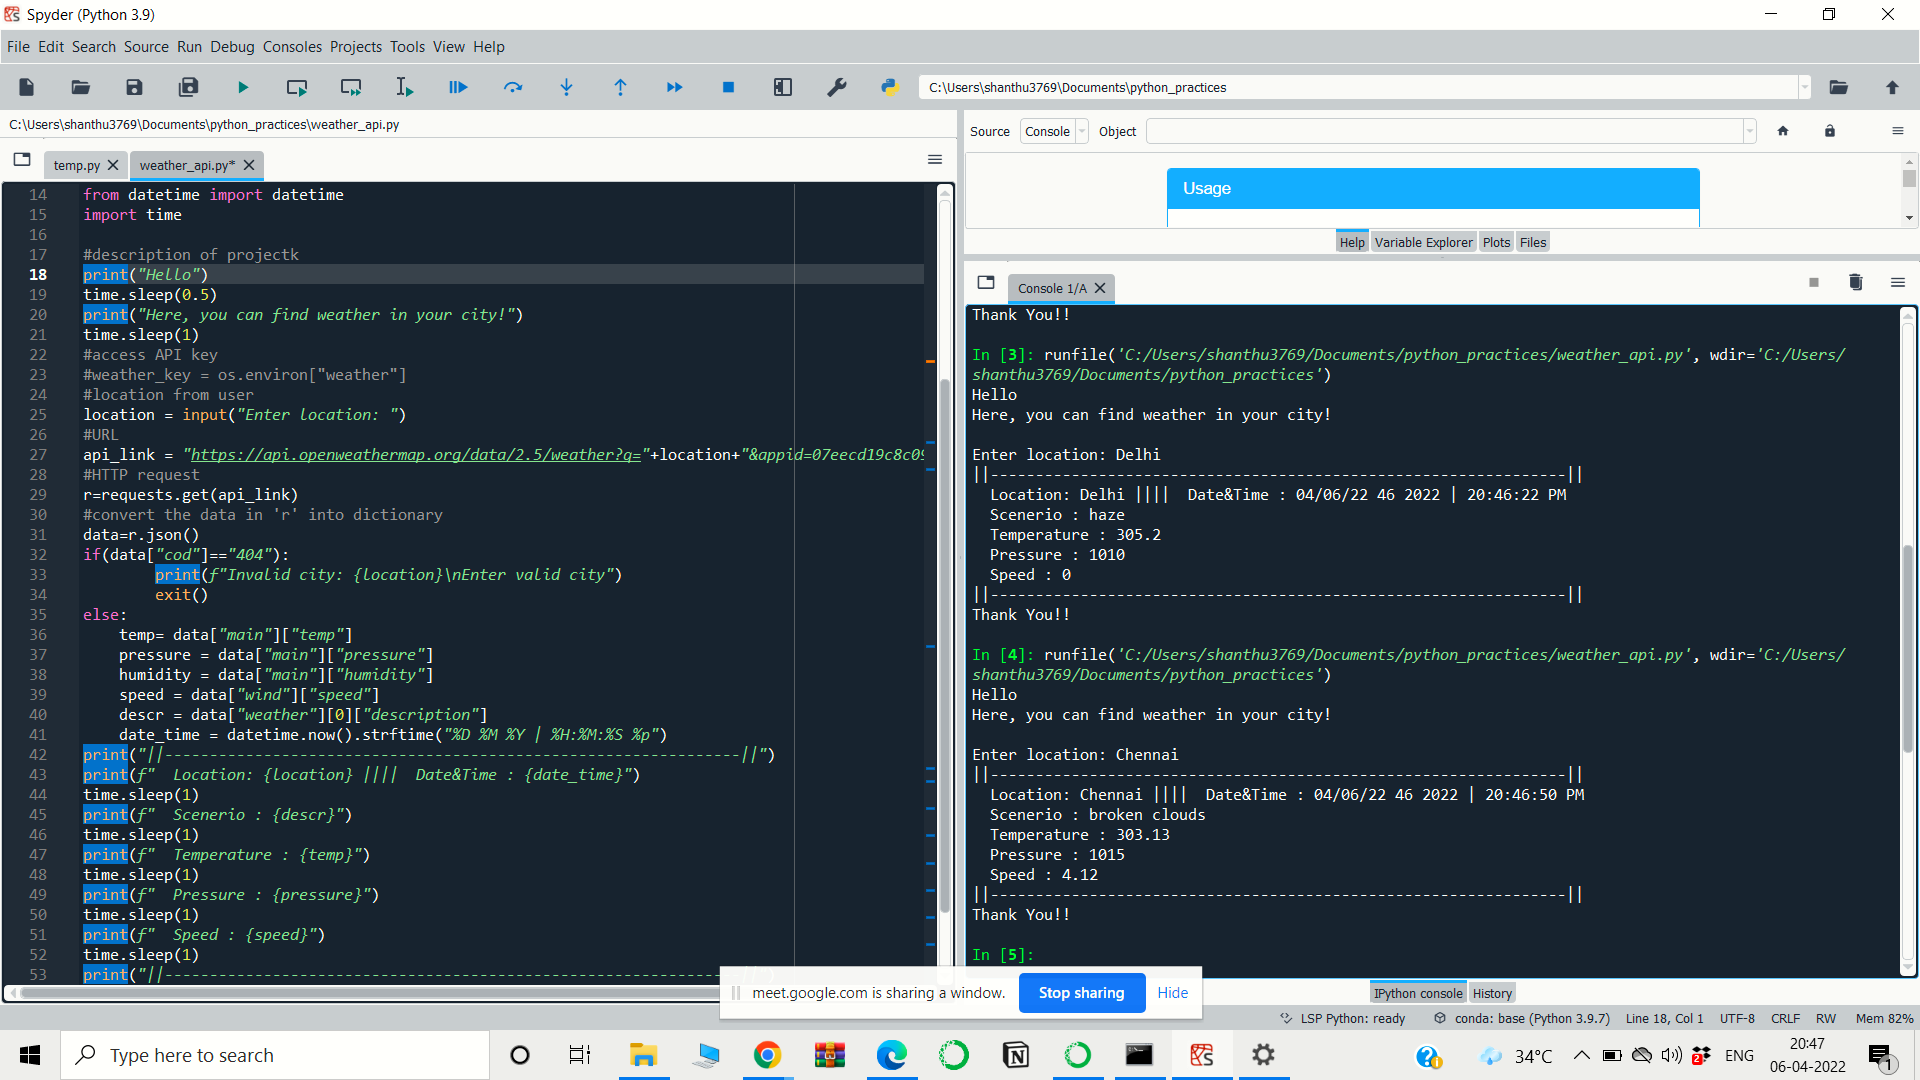 Spyder (Python 3.9)
File Edit Search Source Run Debug Consoles Projects Tools View Help
C:\Users\shanthu3769\Documents\python_practices
C:\Users\shanthu3769\Documents\python_practices\weather_api.py
temp.py
weather_api.py*
14 from datetime import datetime
15 import time
16
17 #description of projectk
18 print("Hello")
19 time.sleep(0.5)
20 print("Here, you can find weather in your city!")
21 time.sleep(1)
22 #access API key
23 #weather_key = os.environ["weather"]
24 #location from user
25 location = input("Enter location: ")
26 #URL
27 api_link = "https://api.openweathermap.org/data/2.5/weather?q="+location+"&appid=07eecd19c8c09
28 #HTTP request
29 r=requests.get(api_link)
30 #convert the data in 'r' into dictionary
31 data=r.json()
32 if(data["cod"]=="404"):
33 print(f"Invalid city: {location}\nEnter valid city")
34 exit()
35 else:
36 temp= data["main"]["temp"]
37 pressure = data["main"]["pressure"]
38 humidity = data["main"]["humidity"]
39 speed = data["wind"]["speed"]
40 descr = data["weather"][0]["description"]
41 date_time = datetime.now().strftime("%D %M %Y | %H:%M:%S %p")
42 print("||----------------------------------------------------------------||")
43 print(f"  Location: {location} ||||  Date&Time : {date_time}")
44 time.sleep(1)
45 print(f"  Scenerio : {descr}")
46 time.sleep(1)
47 print(f"  Temperature : {temp}")
48 time.sleep(1)
49 print(f"  Pressure : {pressure}")
50 time.sleep(1)
51 print(f"  Speed : {speed}")
52 time.sleep(1)
53 print("||----------------------------------------------------------------||")
Source Console Object
Usage
Help Variable Explorer Plots Files
Console 1/A
Thank You!!
In [3]: runfile('C:/Users/shanthu3769/Documents/python_practices/weather_api.py', wdir='C:/Users/
shanthu3769/Documents/python_practices')
Hello
Here, you can find weather in your city!
Enter location: Delhi
||----------------------------------------------------------------||
Location: Delhi ||||  Date&Time : 04/06/22 46 2022 | 20:46:22 PM
Scenerio : haze
Temperature : 305.2
Pressure : 1010
Speed : 0
||----------------------------------------------------------------||
Thank You!!
In [4]: runfile('C:/Users/shanthu3769/Documents/python_practices/weather_api.py', wdir='C:/Users/
shanthu3769/Documents/python_practices')
Hello
Here, you can find weather in your city!
Enter location: Chennai
||----------------------------------------------------------------||
Location: Chennai ||||  Date&Time : 04/06/22 46 2022 | 20:46:50 PM
Scenerio : broken clouds
Temperature : 303.13
Pressure : 1015
Speed : 4.12
||----------------------------------------------------------------||
Thank You!!
In [5]:
meet.google.com is sharing a window. Stop sharing Hide
IPython console History
LSP Python: ready conda: base (Python 3.9.7) Line 18, Col 1 UTF-8 CRLF RW Mem 82%
Type here to search
34°C ENG
20:47
06-04-2022
1